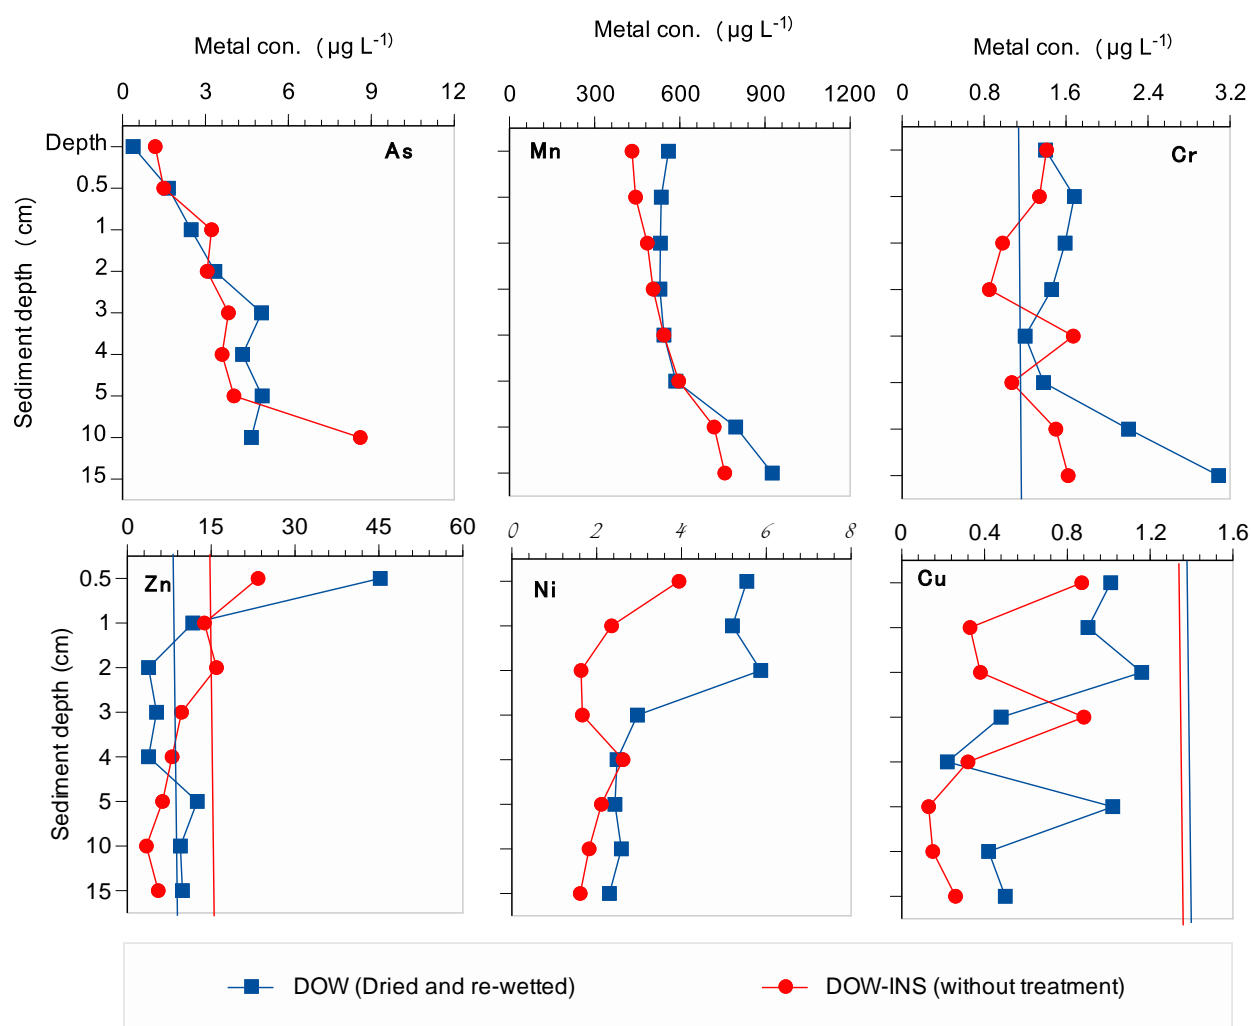 Metal con. (µg L-1) Metal con. (µg L-1) Metal con. (µg L-1)
0 3 6 9 12 0 300 600 900 1200 0 0.8 1.6 2.4 3.2
Depth As Mn Cr
0.5
1
2
3
4
5
10
15
Sediment depth (cm)
0 15 30 45 60 0 2 4 6 8 0 0.4 0.8 1.2 1.6
0.5 Zn Ni Cu
1
2
3
4
5
10
15
Sediment depth (cm)
DOW (Dried and re-wetted) DOW-INS (without treatment)